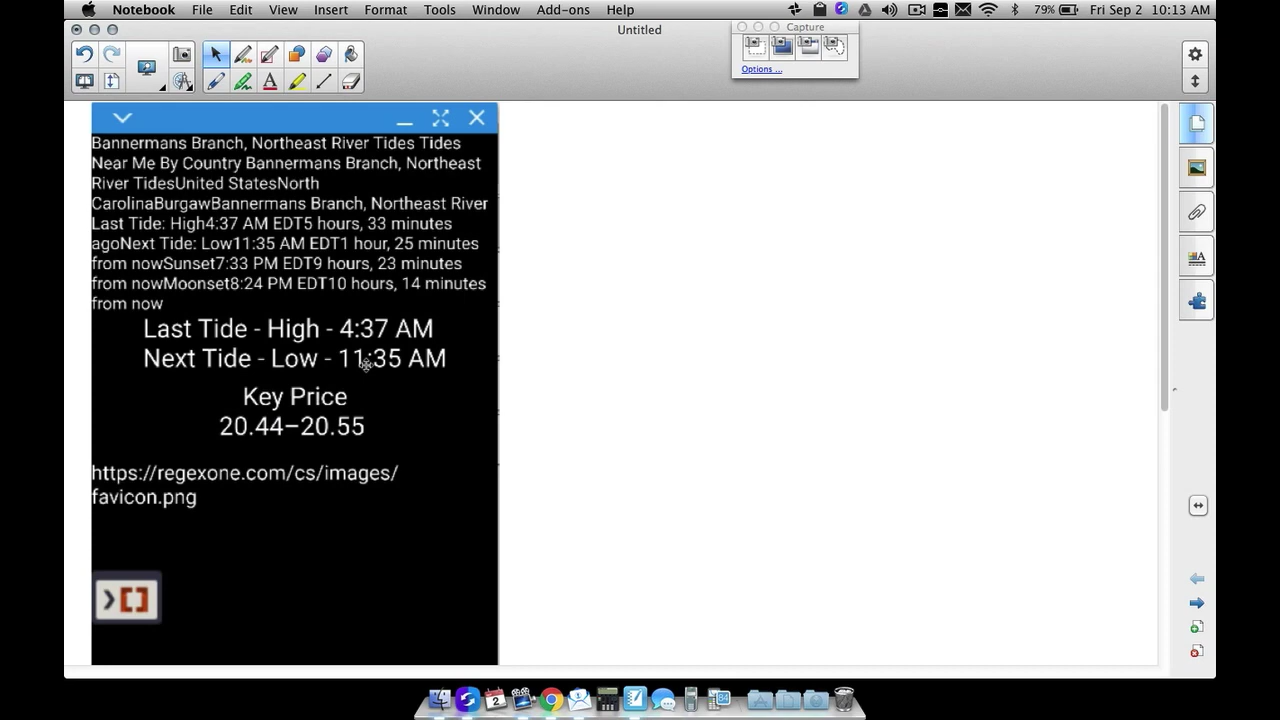 Notebook File Edit View Insert Format Tools Window Add-ons Help 79% Fri Sep 2 10:13 AM
Untitled
Capture
Options ...
Bannermans Branch, Northeast River Tides Tides
Near Me By Country Bannermans Branch, Northeast
River TidesUnited StatesNorth
CarolinaBurgawBannermans Branch, Northeast River
Last Tide: High4:37 AM EDT5 hours, 33 minutes
agoNext Tide: Low11:35 AM EDT1 hour, 25 minutes
from nowSunset7:33 PM EDT9 hours, 23 minutes
from nowMoonset8:24 PM EDT10 hours, 14 minutes
from now
Last Tide - High - 4:37 AM
Next Tide - Low - 11:35 AM
Key Price
20.44–20.55
https://regexone.com/cs/images/
favicon.png